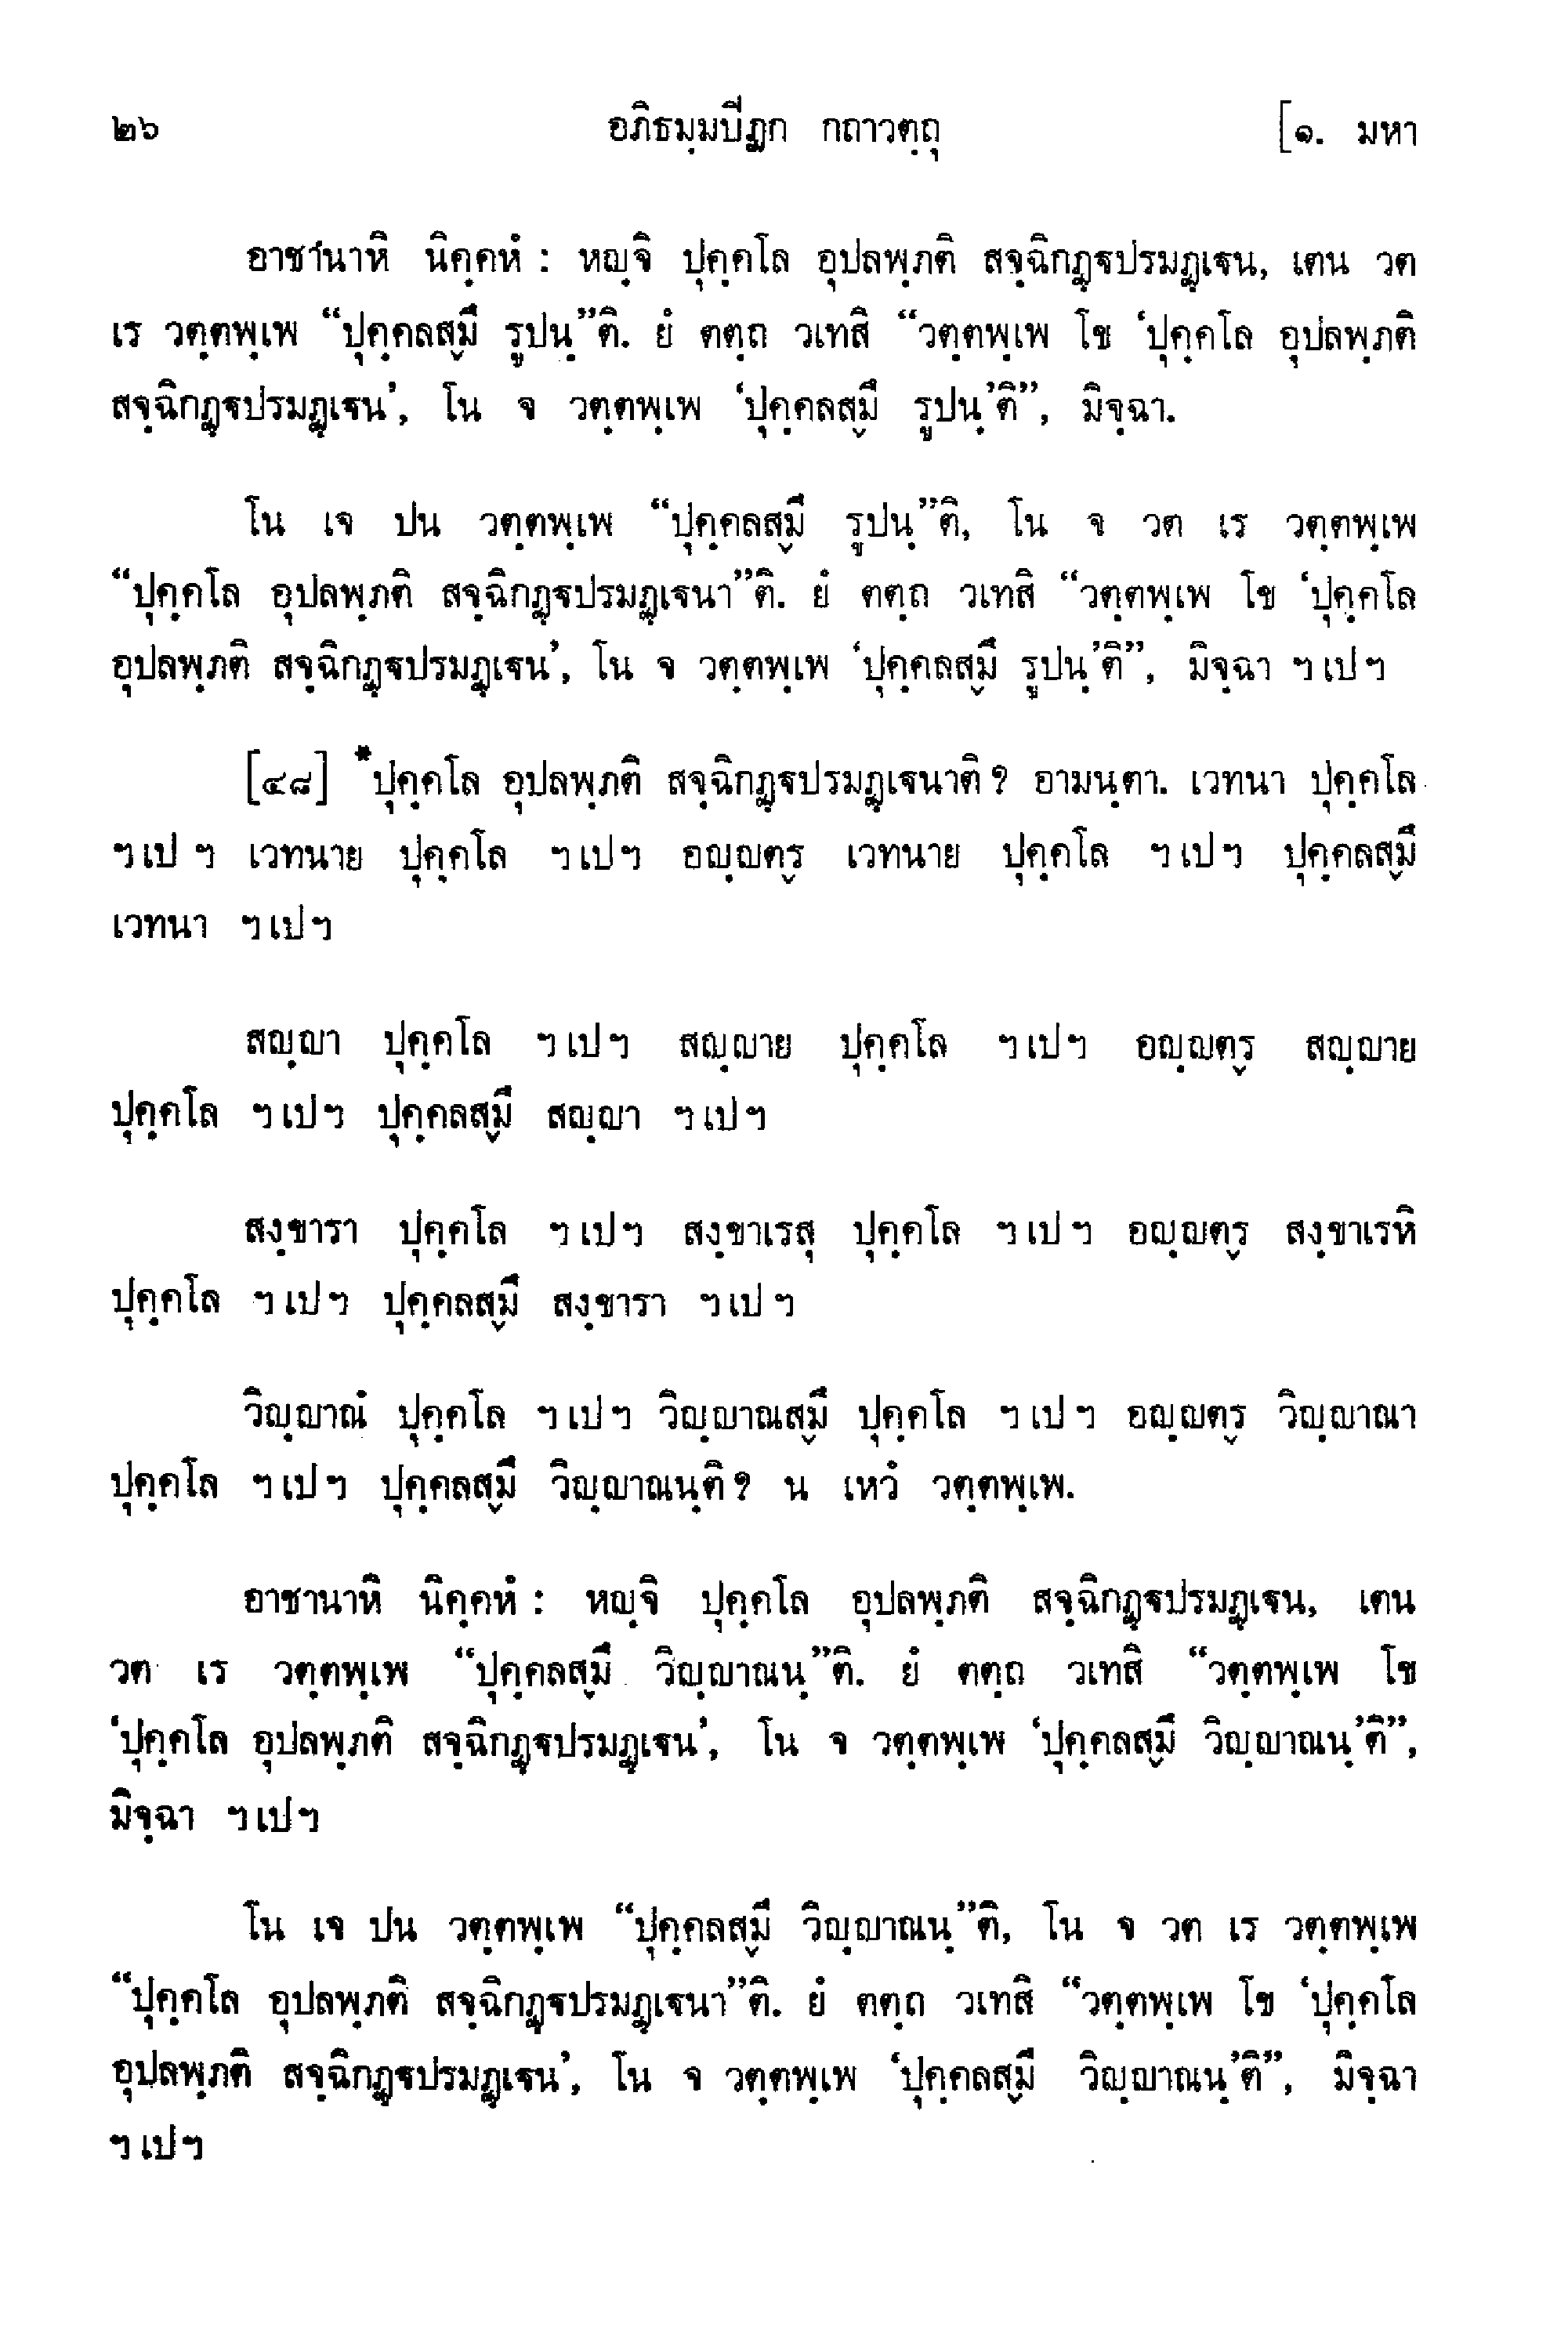 ๒๖ อภิธมฺมปิฏก กถาวตฺถุ [๑. มหา
อาชานาหิ นิคฺคหํ : หญฺจิ ปุคฺคโล อุปลพฺภติ สจฺฉิกฏฺฐปรมฏฺเฐน, เตน วต
เร วตฺตพฺเพ “ปุคฺคลสฺมึ รูปนฺ”ติ. ยํ ตตฺถ วเทสิ “วตฺตพฺเพ โข ‘ปุคฺคโล อุปลพฺภติ
สจฺฉิกฏฺฐปรมฏฺเฐน’, โน จ วตฺตพฺเพ ‘ปุคฺคลสฺมึ รูปนฺ’ติ”, มิจฺฉา.
โน เจ ปน วตฺตพฺเพ “ปุคฺคลสฺมึ รูปนฺ”ติ, โน จ วต เร วตฺตพฺเพ
“ปุคฺคโล อุปลพฺภติ สจฺฉิกฏฺฐปรมฏฺเฐนา”ติ. ยํ ตตฺถ วเทสิ “วตฺตพฺเพ โข ‘ปุคฺคโล
อุปลพฺภติ สจฺฉิกฏฺฐปรมฏฺเฐน’, โน จ วตฺตพฺเพ ‘ปุคฺคลสฺมึ รูปนฺ’ติ”, มิจฺฉา ฯเปฯ
[๔๘] *ปุคฺคโล อุปลพฺภติ สจฺฉิกฏฺฐปรมฏฺเฐนาติ? อามนฺตา. เวทนา ปุคฺคโล
ฯเปฯ เวทนาย ปุคฺคโล ฯเปฯ อญฺญตฺร เวทนาย ปุคฺคโล ฯเปฯ ปุคฺคลสฺมึ
เวทนา ฯเปฯ
สญฺญา ปุคฺคโล ฯเปฯ สญฺญาย ปุคฺคโล ฯเปฯ อญฺญตฺร สญฺญาย
ปุคฺคโล ฯเปฯ ปุคฺคลสฺมึ สญฺญา ฯเปฯ
สงฺขารา ปุคฺคโล ฯเปฯ สงฺขาเรสุ ปุคฺคโล ฯเปฯ อญฺญตฺร สงฺขาเรหิ
ปุคฺคโล ฯเปฯ ปุคฺคลสฺมึ สงฺขารา ฯเปฯ
วิญฺญาณํ ปุคฺคโล ฯเปฯ วิญฺญาณสฺมึ ปุคฺคโล ฯเปฯ อญฺญตฺร วิญฺญาณา
ปุคฺคโล ฯเปฯ ปุคฺคลสฺมึ วิญฺญาณนฺติ? น เหวํ วตฺตพฺเพ.
อาชานาหิ นิคฺคหํ : หญฺจิ ปุคฺคโล อุปลพฺภติ สจฺฉิกฏฺฐปรมฏฺเฐน, เตน
วต เร วตฺตพฺเพ “ปุคฺคลสฺมึ วิญฺญาณนฺ”ติ. ยํ ตตฺถ วเทสิ “วตฺตพฺเพ โข
‘ปุคฺคโล อุปลพฺภติ สจฺฉิกฏฺฐปรมฏฺเฐน’, โน จ วตฺตพฺเพ ‘ปุคฺคลสฺมึ วิญฺญาณนฺ’ติ”,
มิจฺฉา ฯเปฯ
โน เจ ปน วตฺตพฺเพ “ปุคฺคลสฺมึ วิญฺญาณนฺ”ติ, โน จ วต เร วตฺตพฺเพ
“ปุคฺคโล อุปลพฺภติ สจฺฉิกฏฺฐปรมฏฺเฐนา”ติ. ยํ ตตฺถ วเทสิ “วตฺตพฺเพ โข ‘ปุคฺคโล
อุปลพฺภติ สจฺฉิกฏฺฐปรมฏฺเฐน’, โน จ วตฺตพฺเพ ‘ปุคฺคลสฺมึ วิญฺญาณนฺ’ติ”, มิจฺฉา
ฯเปฯ